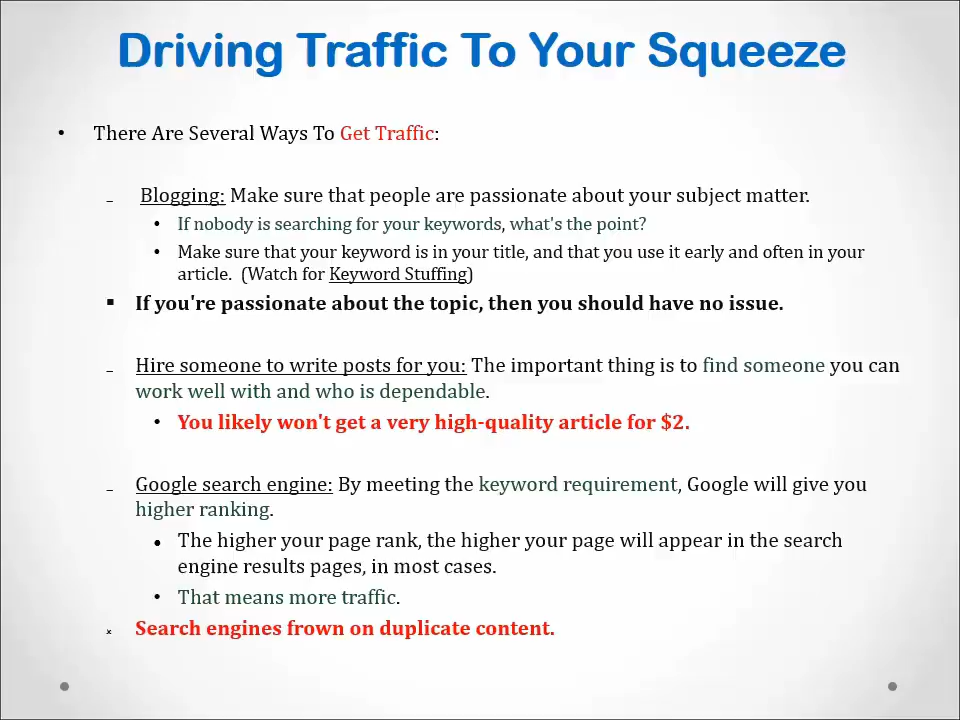 Driving Traffic To Your Squeeze
• There Are Several Ways To Get Traffic:
– Blogging: Make sure that people are passionate about your subject matter.
• If nobody is searching for your keywords, what's the point?
• Make sure that your keyword is in your title, and that you use it early and often in your
article. (Watch for Keyword Stuffing)
▪ If you're passionate about the topic, then you should have no issue.
– Hire someone to write posts for you: The important thing is to find someone you can
work well with and who is dependable.
• You likely won't get a very high-quality article for $2.
– Google search engine: By meeting the keyword requirement, Google will give you
higher ranking.
• The higher your page rank, the higher your page will appear in the search
engine results pages, in most cases.
• That means more traffic.
× Search engines frown on duplicate content.